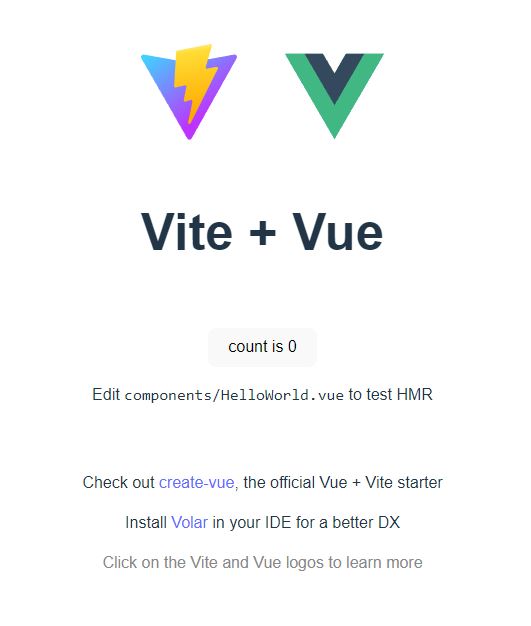 Vite + Vue
count is 0
Edit components/HelloWorld.vue to test HMR
Check out create-vue, the official Vue + Vite starter
Install Volar in your IDE for a better DX
Click on the Vite and Vue logos to learn more